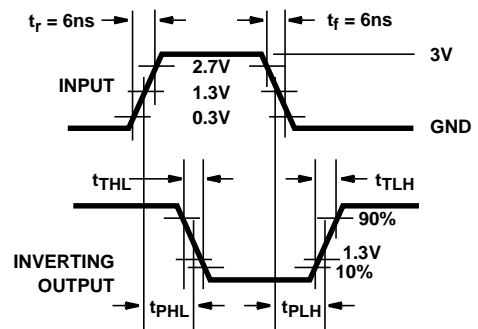 tr = 6ns
tf = 6ns
3V
INPUT
2.7V
1.3V
0.3V
GND
tTHL
tTLH
90%
INVERTING
OUTPUT
1.3V
10%
tPHL
tPLH